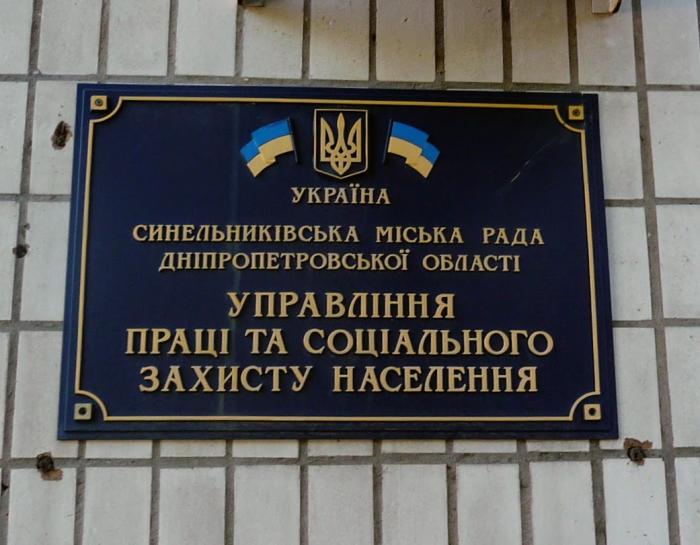 УКРАЇНА
СИНЕЛЬНИКІВСЬКА МІСЬКА РАДА
ДНІПРОПЕТРОВСЬКОЇ ОБЛАСТІ
УПРАВЛІННЯ
ПРАЦІ ТА СОЦІАЛЬНОГО
ЗАХИСТУ НАСЕЛЕННЯ